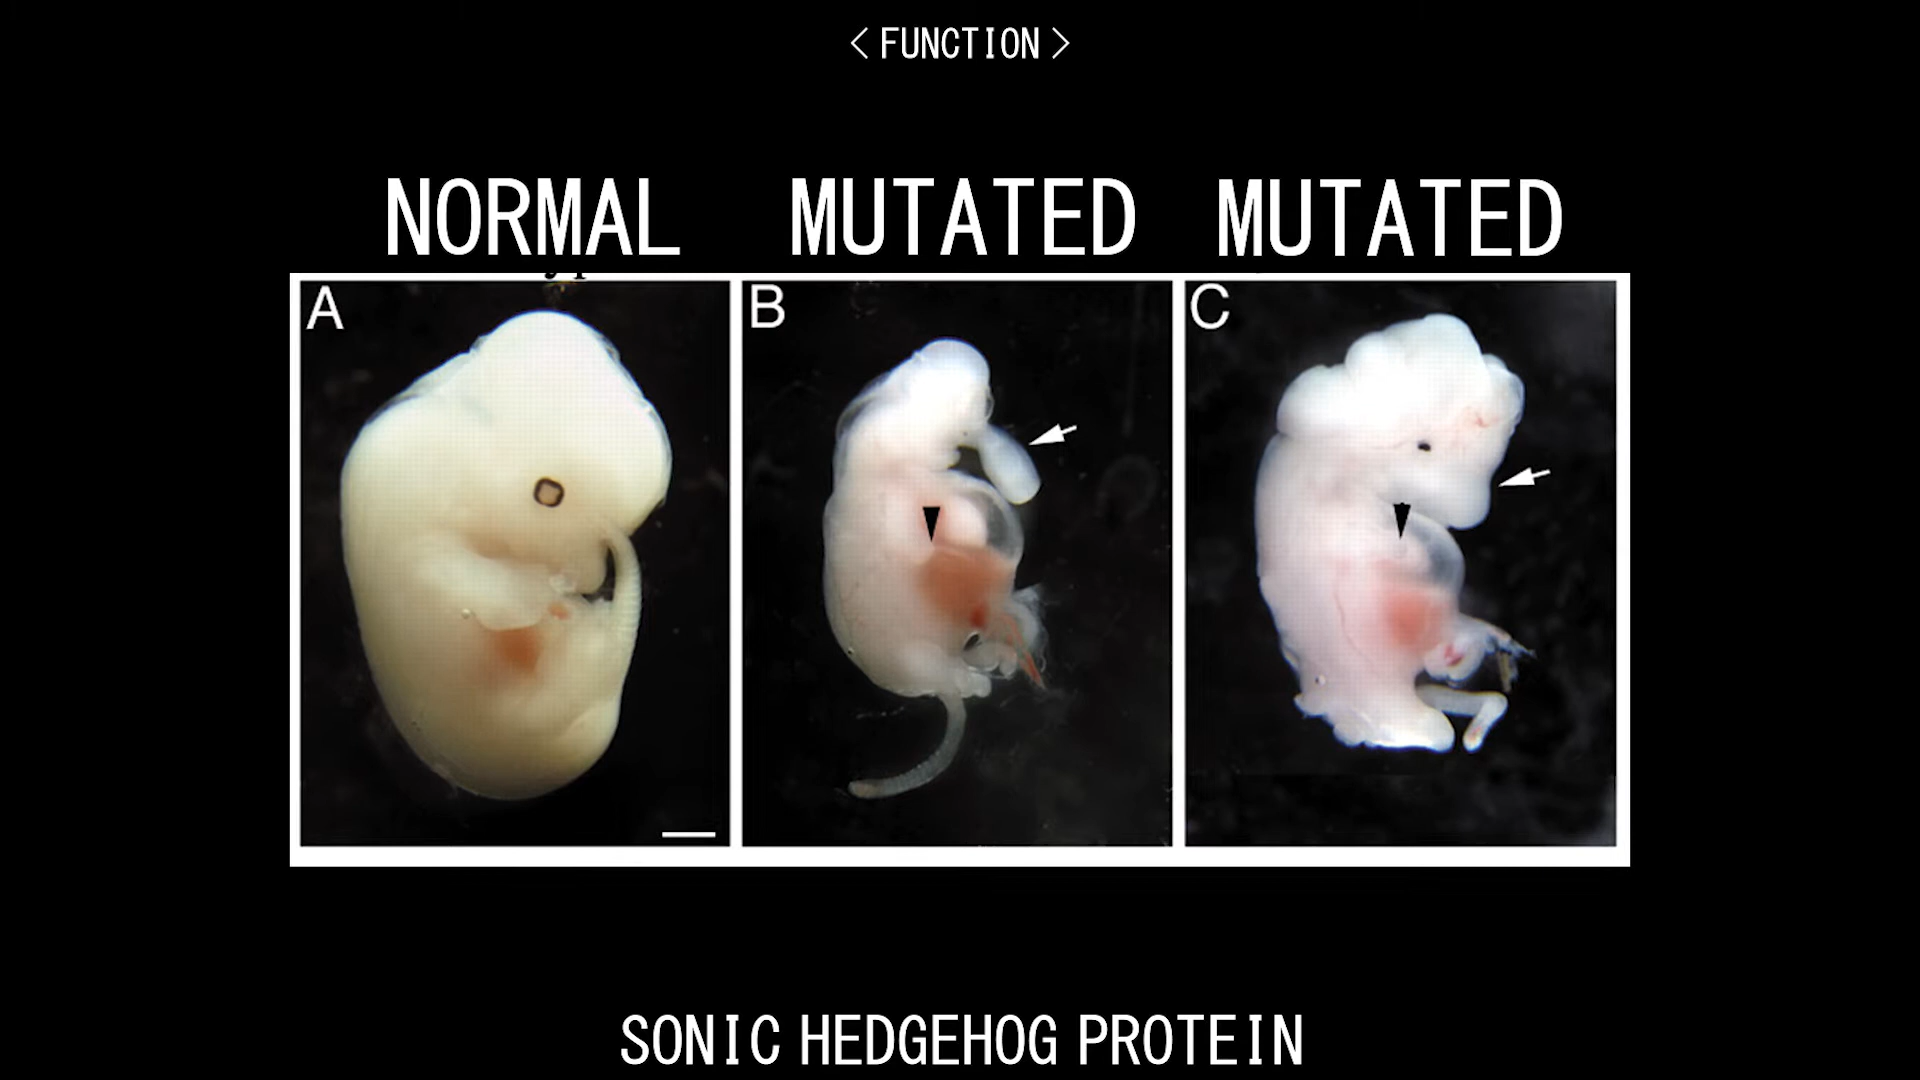 <FUNCTION>
NORMAL MUTATED MUTATED
A B C
SONIC HEDGEHOG PROTEIN